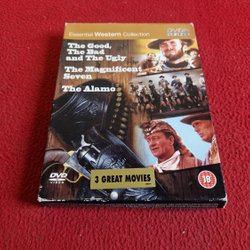 Essential Western Collection
The Good,
The Bad
and The Ugly
The Magnificent
Seven
The Alamo
3 GREAT MOVIES
DVD
VIDEO
18